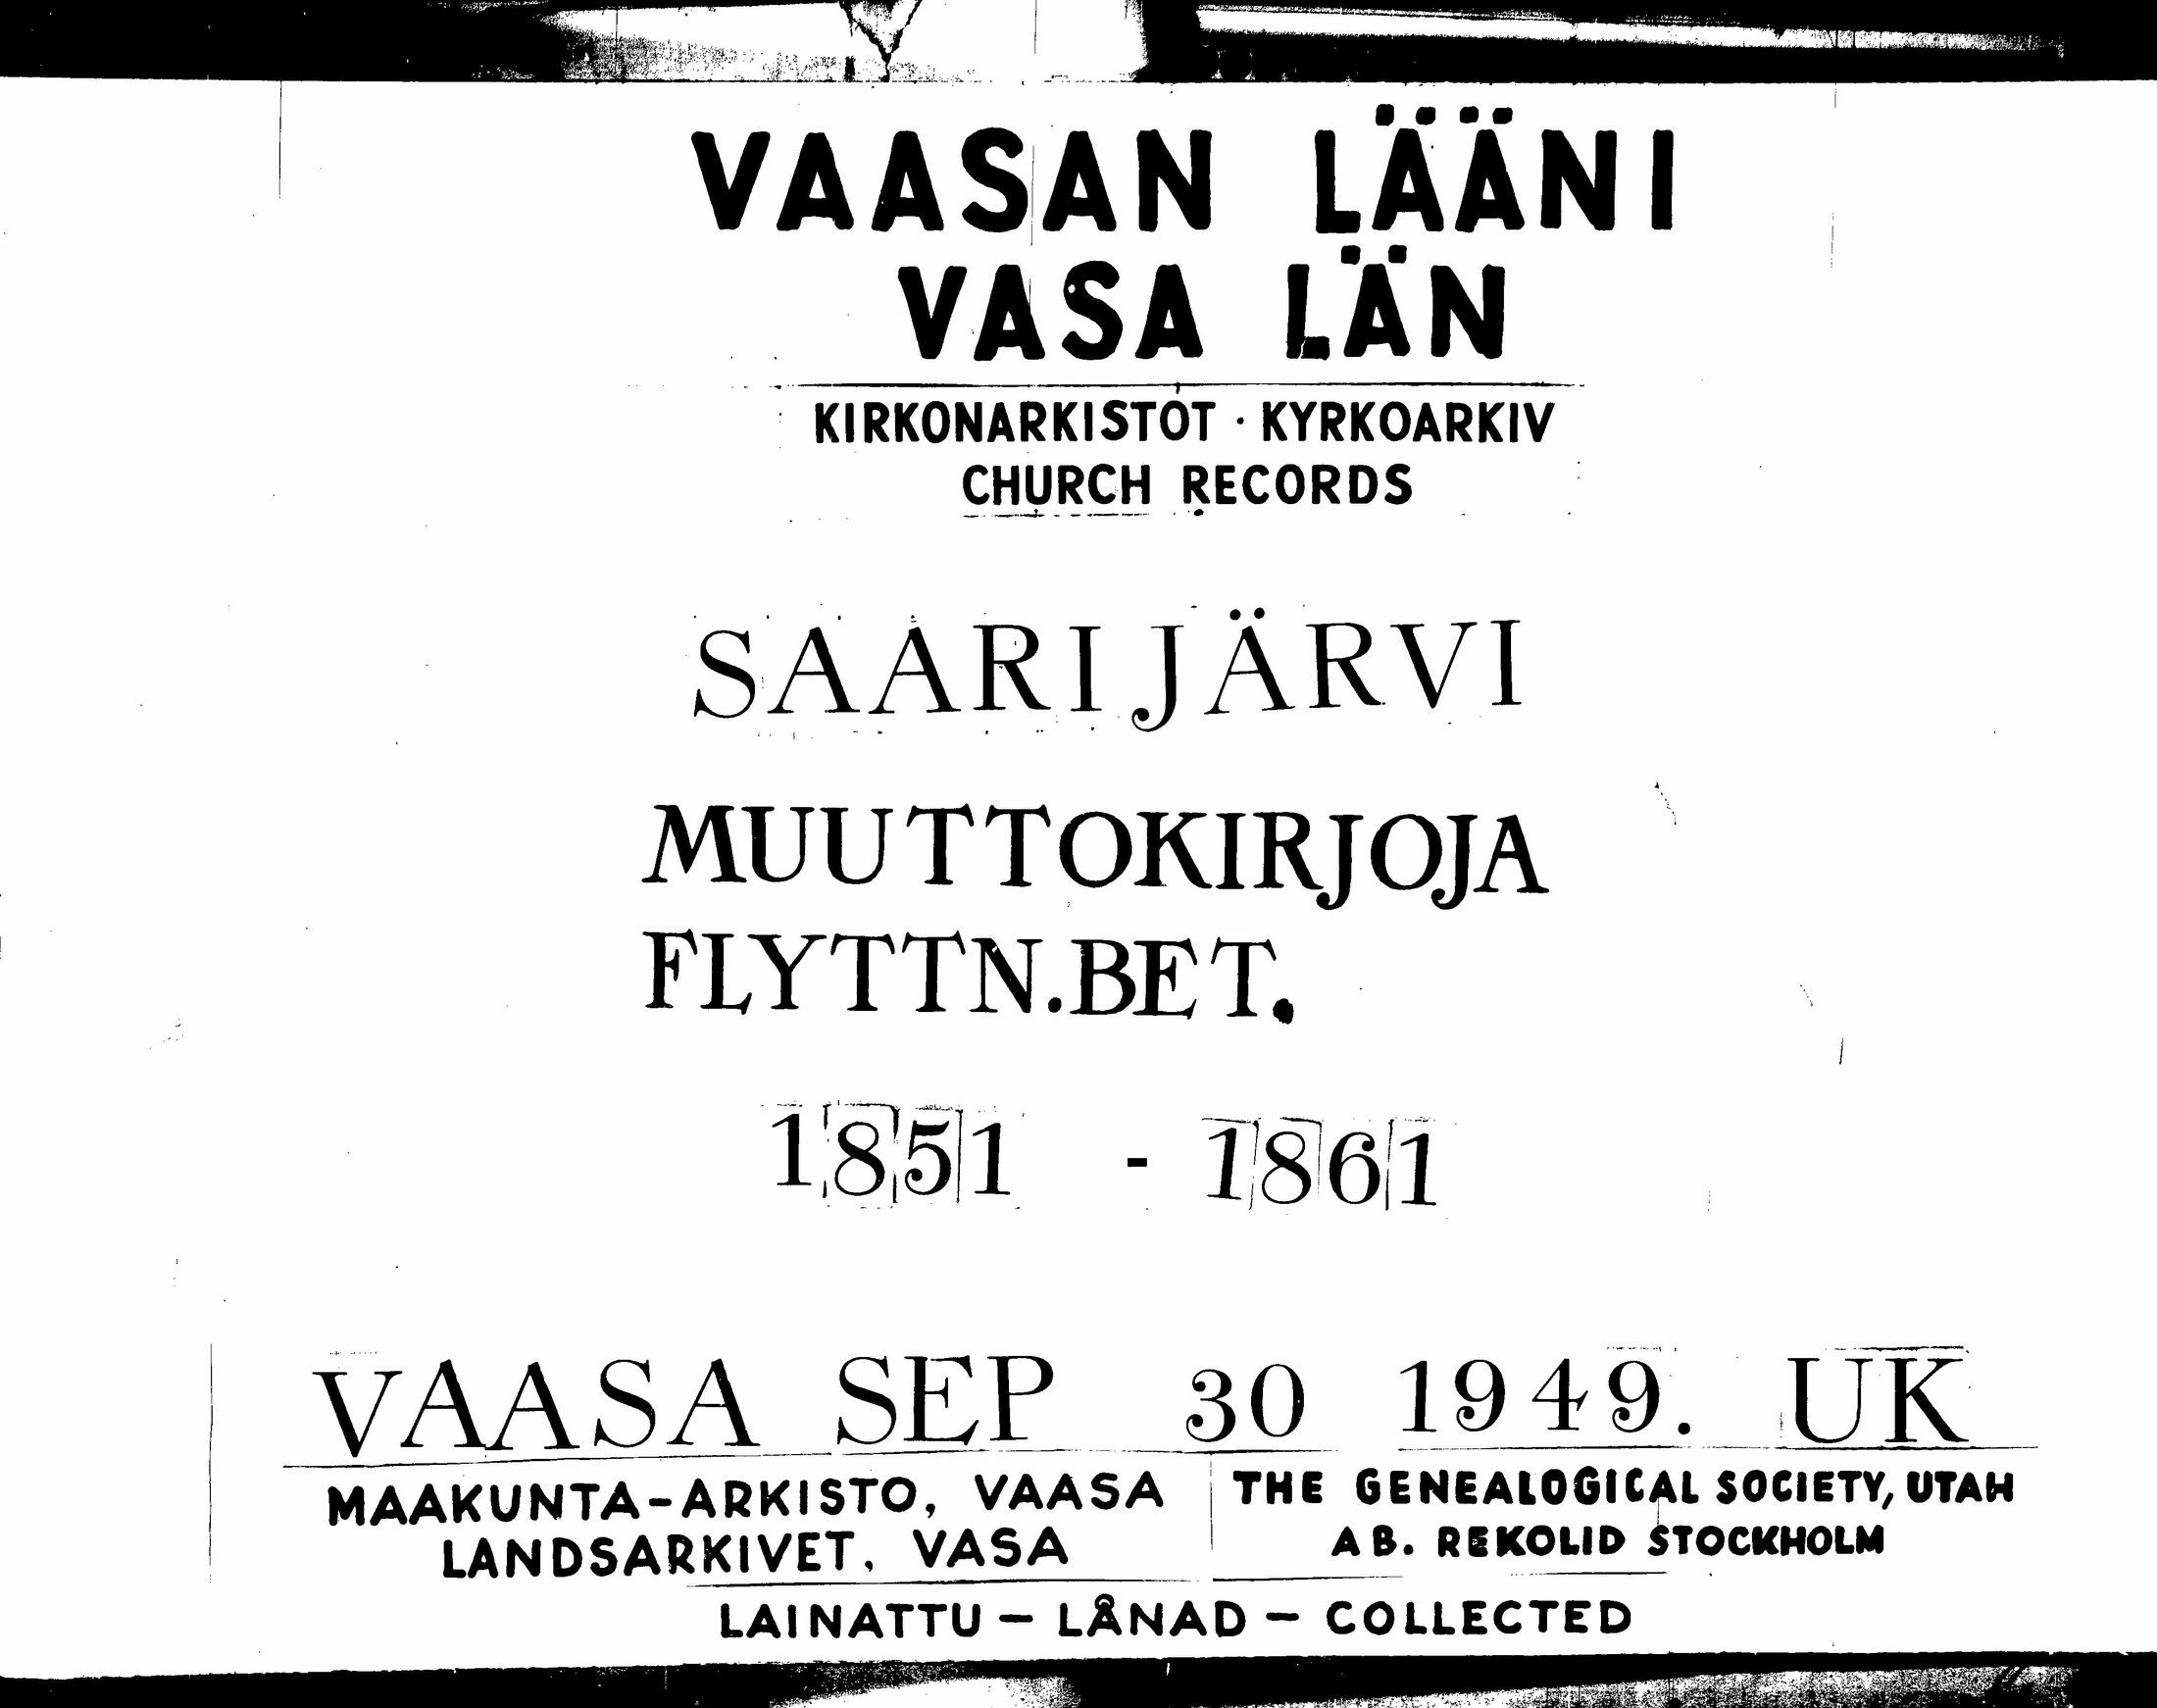 VAASAN LÄÄNI
VASA LÄN
KIRKONARKISTOT · KYRKOARKIV
CHURCH RECORDS
SAARIJÄRVI
MUUTTOKIRJOJA
FLYTTN.BET.
1851 - 1861
VAASA SEP 30 1949. UK
MAAKUNTA-ARKISTO, VAASA
LANDSARKIVET, VASA
THE GENEALOGICAL SOCIETY, UTAH
AB. REKOLID STOCKHOLM
LAINATTU — LÅNAD — COLLECTED